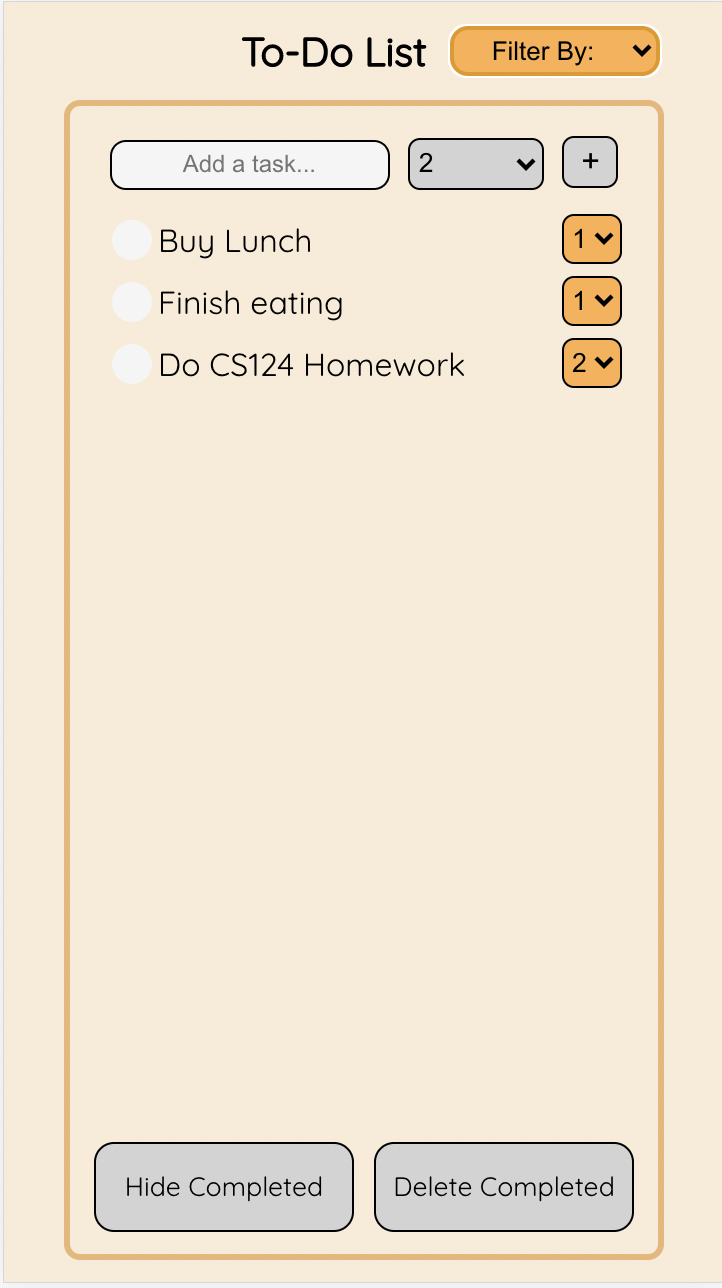 To-Do List Filter By:
Add a task... 2 +
Buy Lunch 1
Finish eating 1
Do CS124 Homework 2
Hide Completed Delete Completed